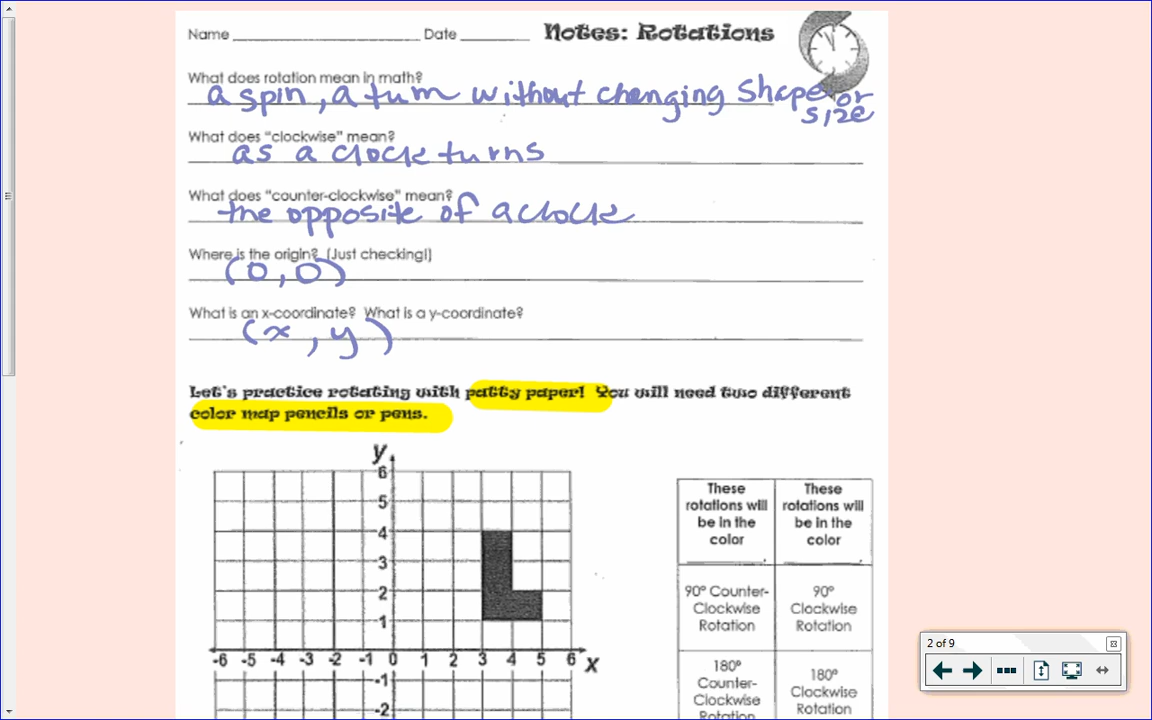 Name Date Notes: Rotations
What does rotation mean in math?
a spin, a turn without changing shape or
size
What does "clockwise" mean?
as a clock turns
What does "counter-clockwise" mean?
the opposite of a clock
Where is the origin? (Just checking!)
(0,0)
What is an x-coordinate? What is a y-coordinate?
(x, y)
Let's practice rotating with patty paper! You will need two different
color map pencils or pens.
y
6
5
4
3
2
1
-6 -5 -4 -3 -2 -1 0 1 2 3 4 5 6 x
-1
-2
These
rotations will
be in the
color
These
rotations will
be in the
color
90° Counter-
Clockwise
Rotation
90°
Clockwise
Rotation
180°
Counter-
Clockwise
Rotation
180°
Clockwise
Rotation
2 of 9